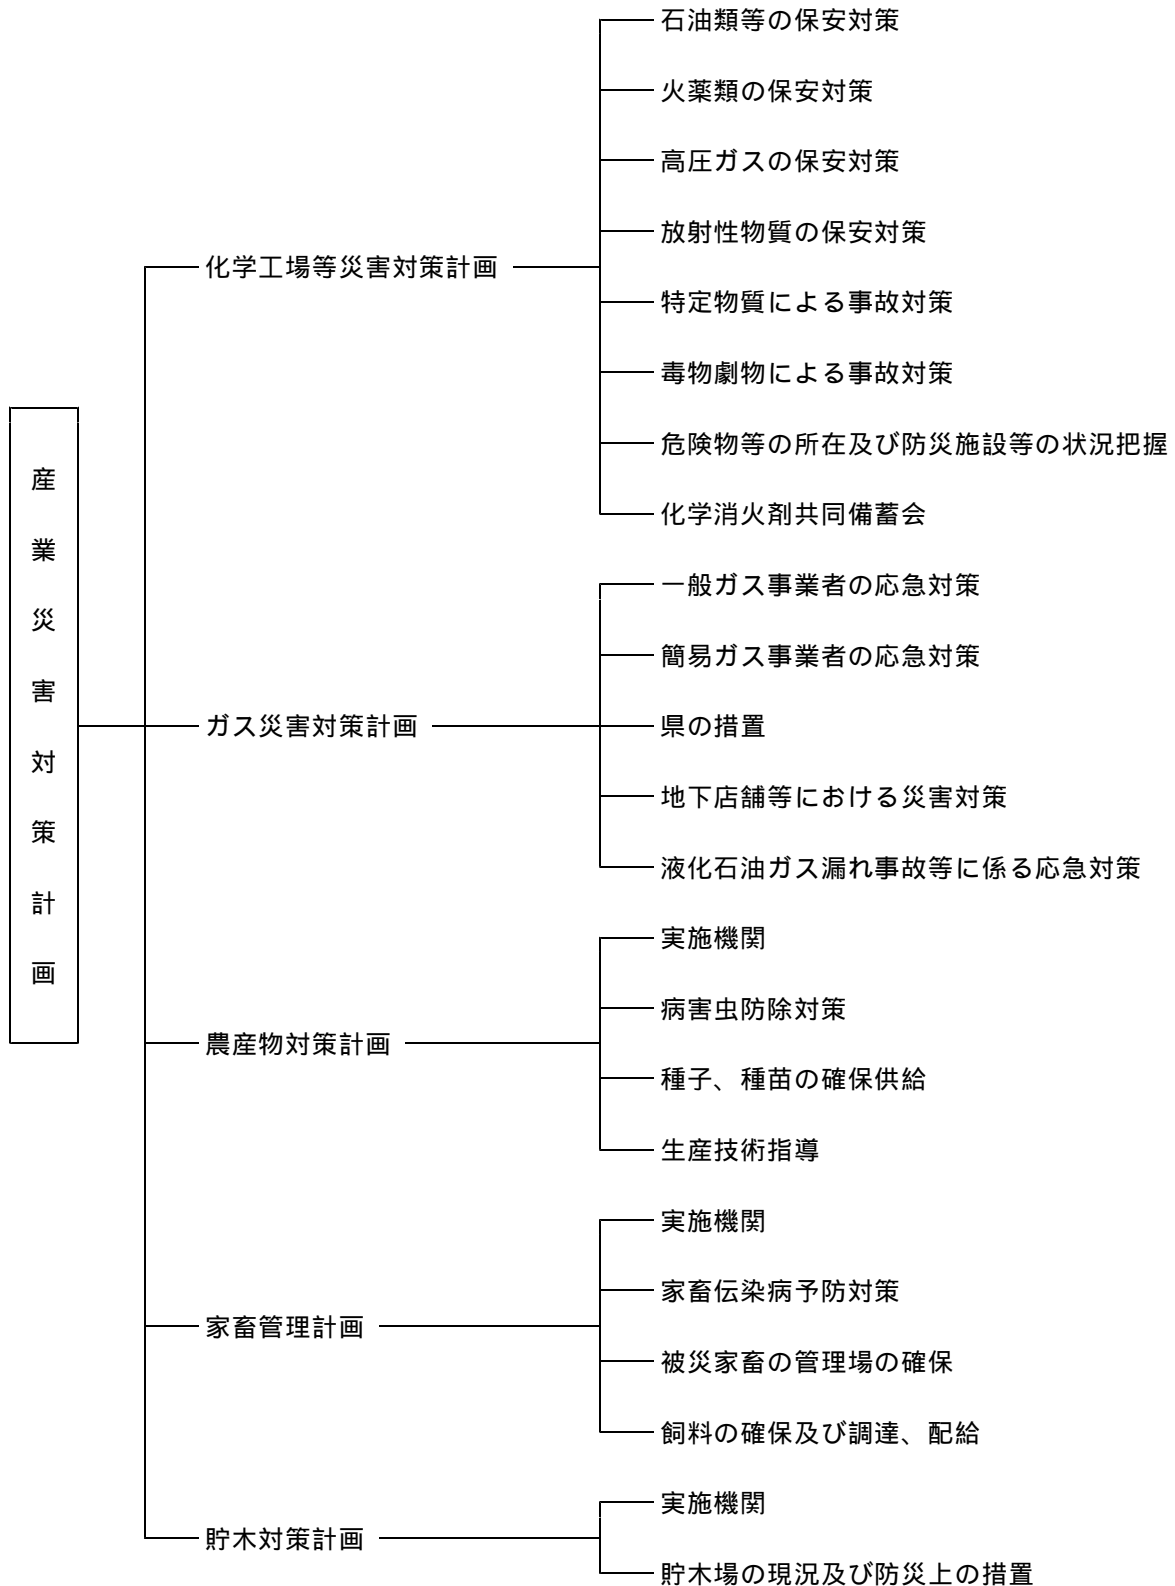 産業災害対策計画
化学工場等災害対策計画
石油類等の保安対策
火薬類の保安対策
高圧ガスの保安対策
放射性物質の保安対策
特定物質による事故対策
毒物劇物による事故対策
危険物等の所在及び防災施設等の状況把握
化学消火剤共同備蓄会
ガス災害対策計画
一般ガス事業者の応急対策
簡易ガス事業者の応急対策
県の措置
地下店舗等における災害対策
液化石油ガス漏れ事故等に係る応急対策
農産物対策計画
実施機関
病害虫防除対策
種子、種苗の確保供給
生産技術指導
家畜管理計画
実施機関
家畜伝染病予防対策
被災家畜の管理場の確保
飼料の確保及び調達、配給
貯木対策計画
実施機関
貯木場の現況及び防災上の措置